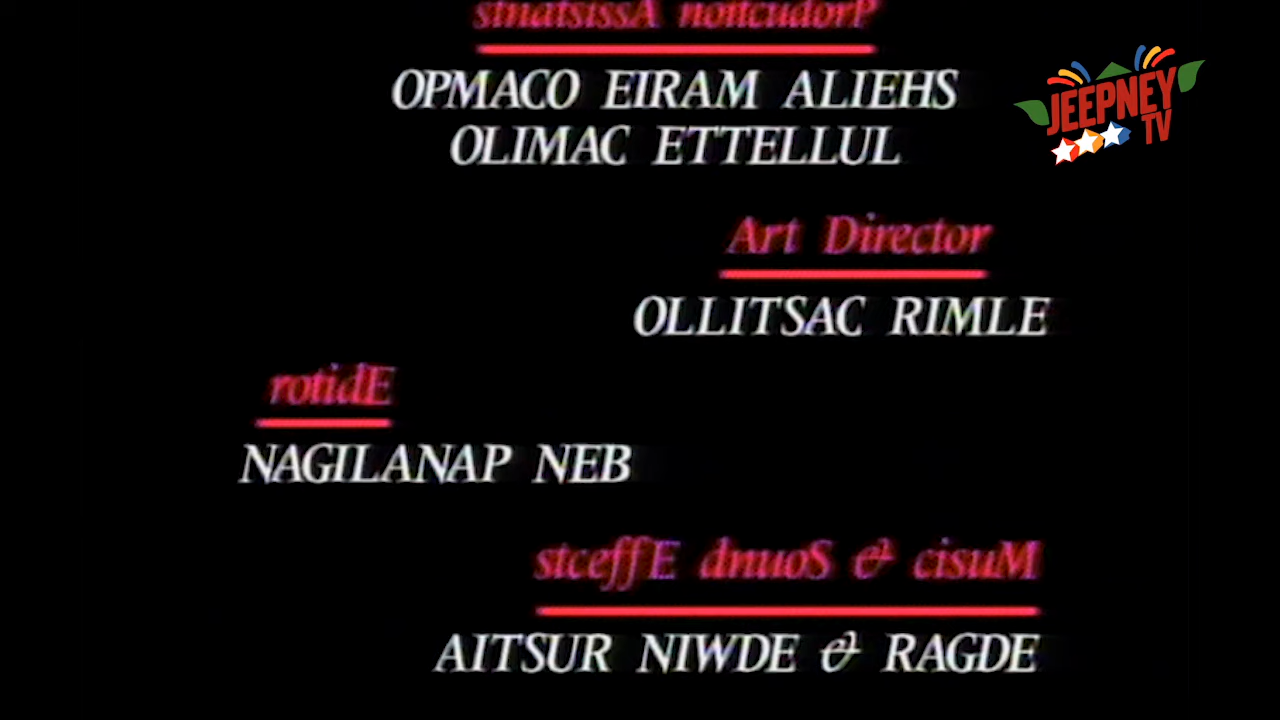 stnatsissA noitcudorP
OPMACO EIRAM ALIEHS
OLIMAC ETTELLUL
JEEPNEY
TV
Art Director
OLLITSAC RIMLE
rotidE
NAGILANAP NEB
stceffE dnuoS & cisuM
AITSUR NIWDE & RAGDE